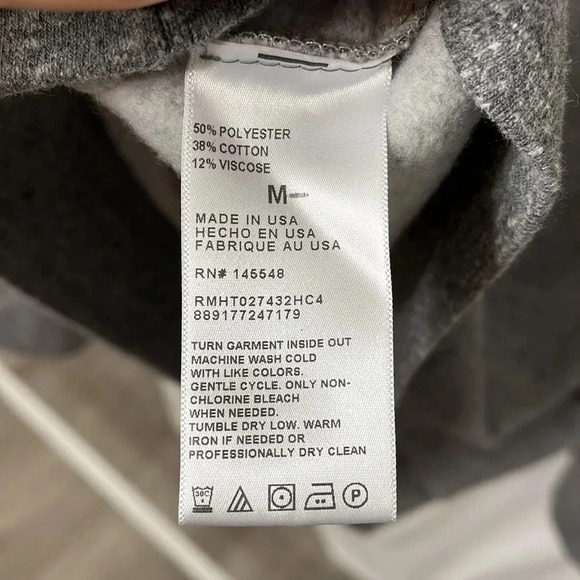 50% POLYESTER
38% COTTON
12% VISCOSE
M
MADE IN USA
HECHO EN USA
FABRIQUE AU USA
RN# 145548
RMHT027432HC4
889177247179
TURN GARMENT INSIDE OUT
MACHINE WASH COLD
WITH LIKE COLORS.
GENTLE CYCLE. ONLY NON-
CHLORINE BLEACH
WHEN NEEDED.
TUMBLE DRY LOW. WARM
IRON IF NEEDED OR
PROFESSIONALLY DRY CLEAN
30C P